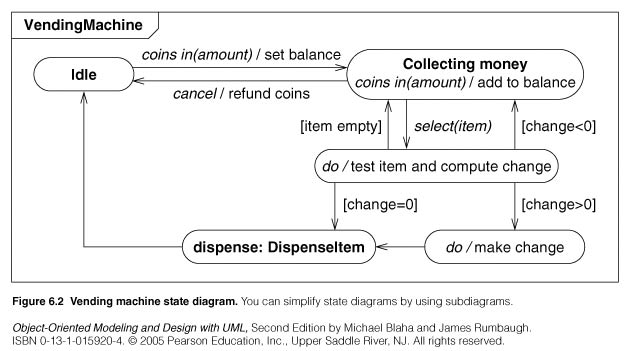 VendingMachine
coins in(amount) / set balance
Idle
Collecting money
coins in(amount) / add to balance
cancel / refund coins
[item empty]
select(item)
[change<0]
do / test item and compute change
[change=0]
[change>0]
dispense: DispenseItem
do / make change
Figure 6.2 Vending machine state diagram. You can simplify state diagrams by using subdiagrams.
Object-Oriented Modeling and Design with UML, Second Edition by Michael Blaha and James Rumbaugh.
ISBN 0-13-1-015920-4. © 2005 Pearson Education, Inc., Upper Saddle River, NJ. All rights reserved.